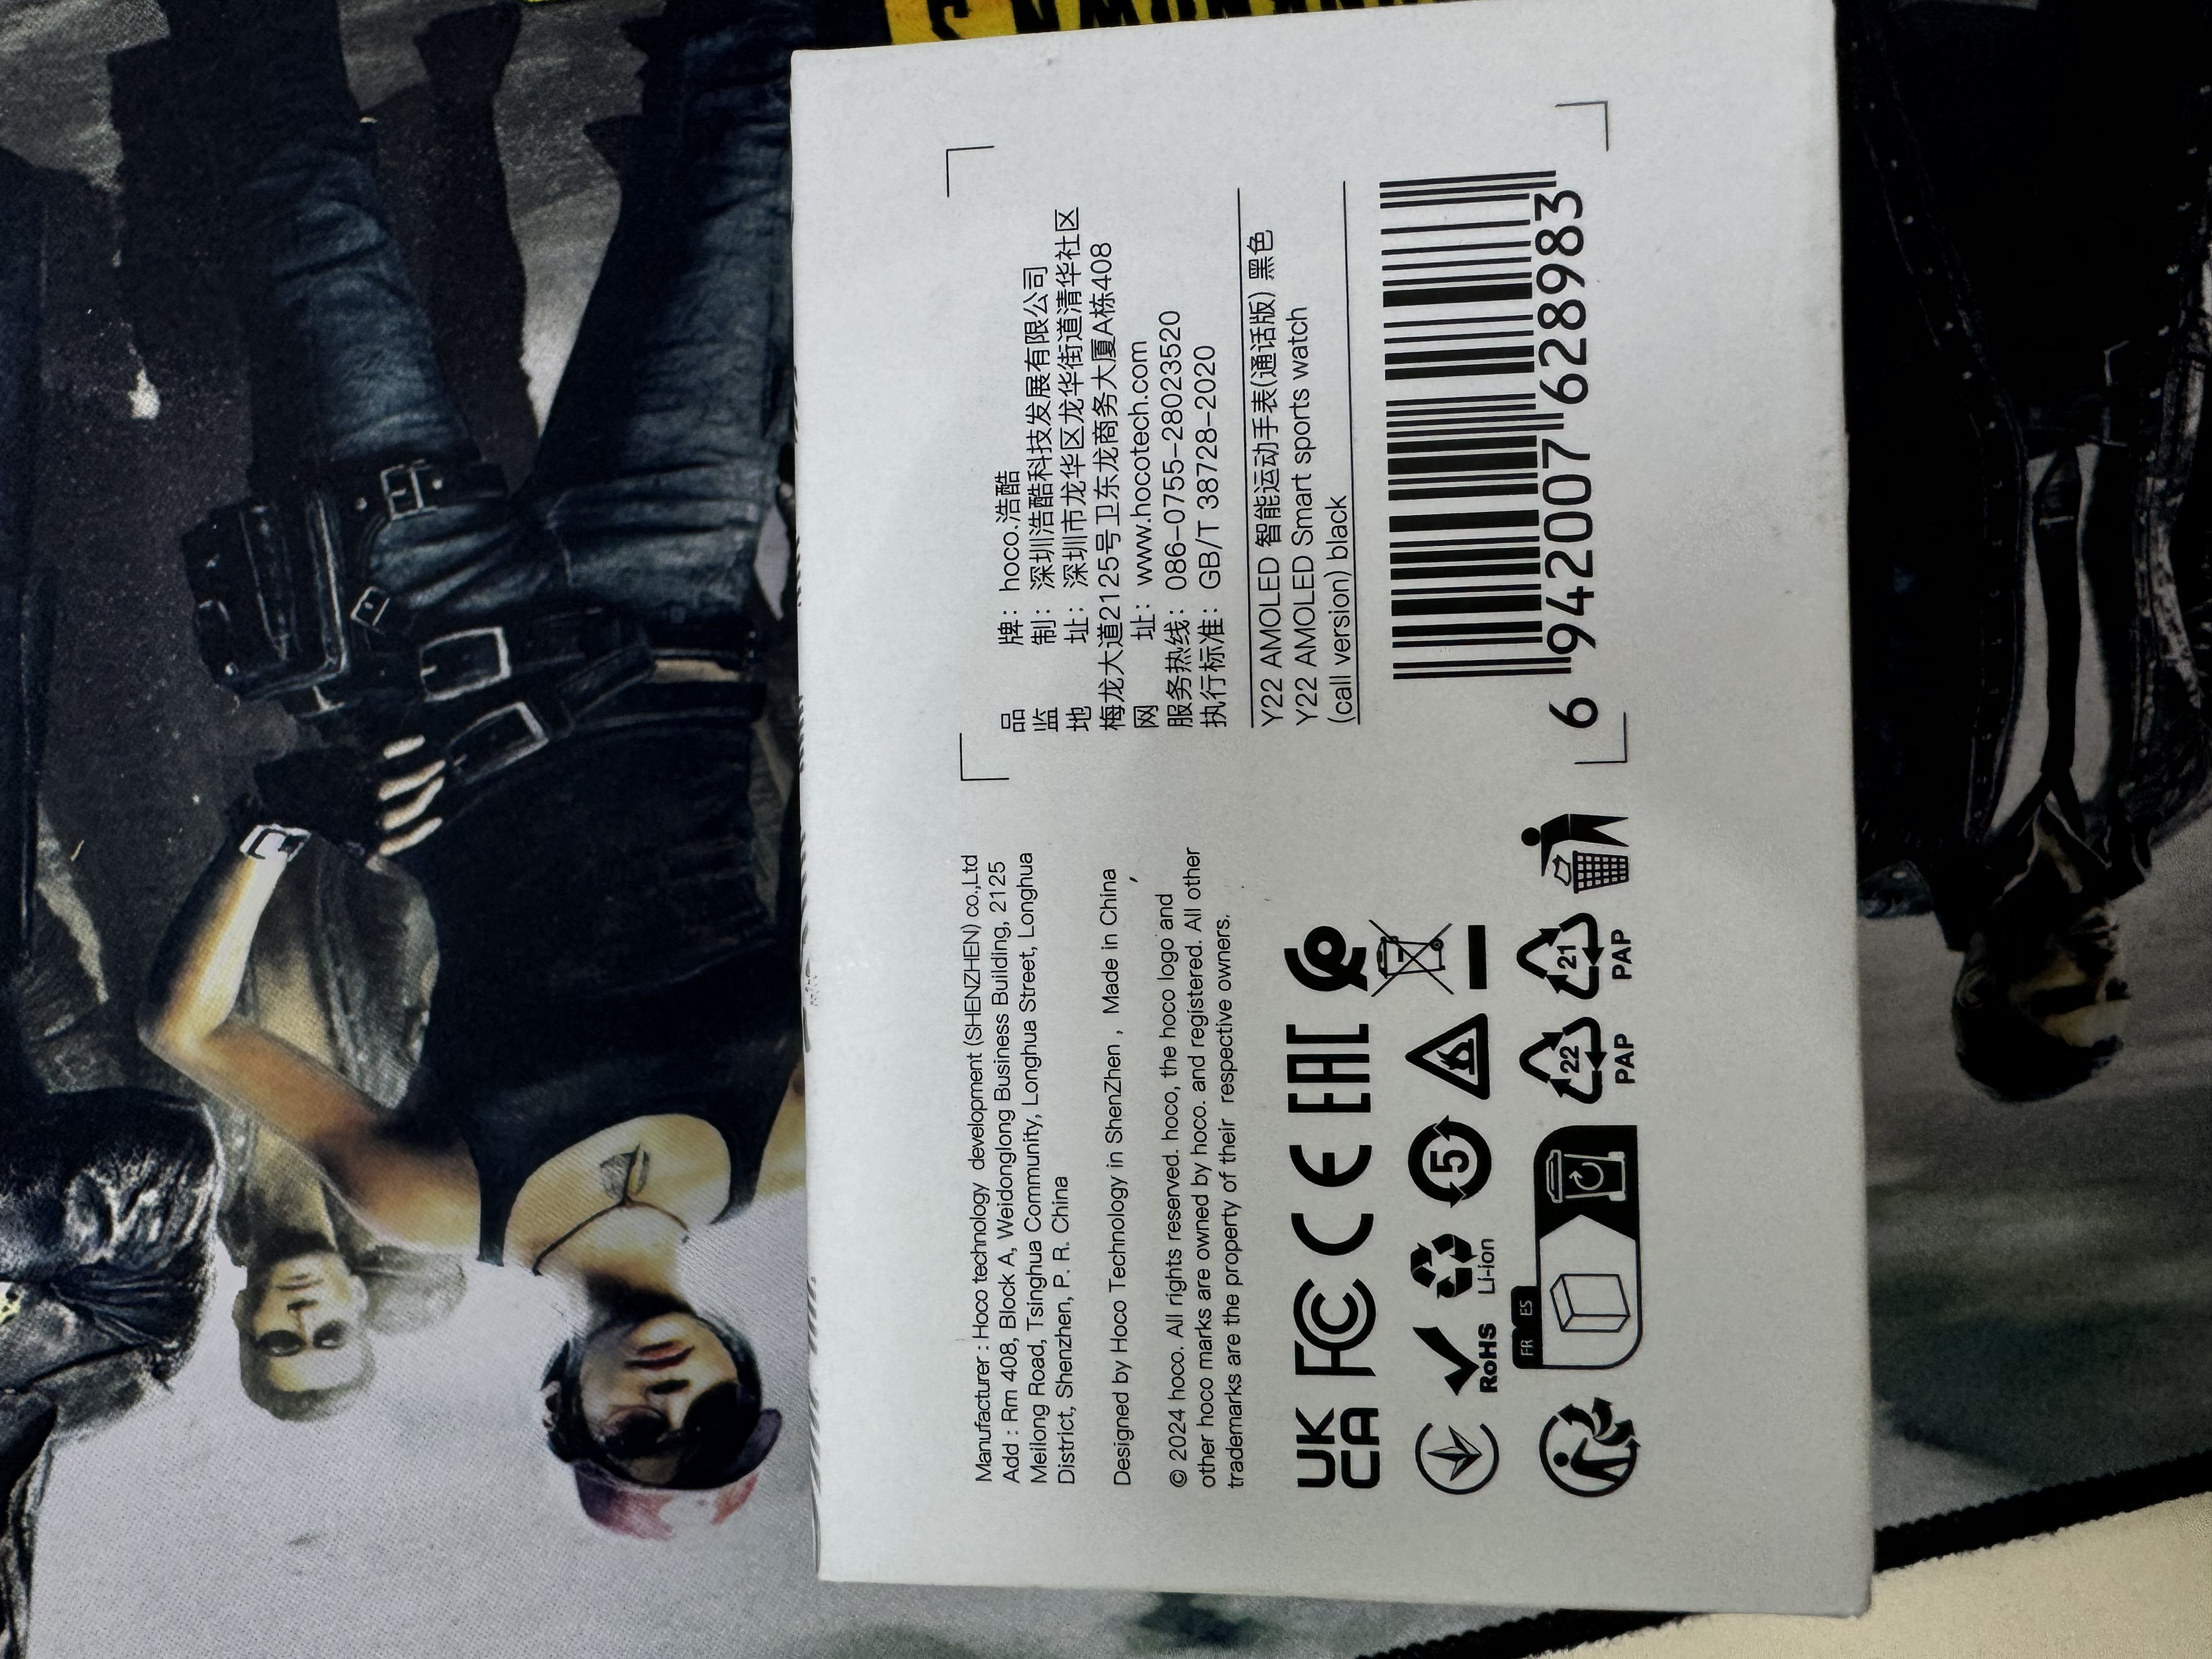 Manufacturer : Hoco technology development (SHENZHEN) co.,Ltd
Add : Rm 408, Block A, Weidonglong Business Building, 2125
Meilong Road, Tsinghua Community, Longhua Street, Longhua
District, Shenzhen, P. R. China
Designed by Hoco Technology in ShenZhen , Made in China
© 2024 hoco. All rights reserved. hoco, the hoco logo and
other hoco marks are owned by hoco. and registered. All other
trademarks are the property of their respective owners.
UK
CA
FC
CE
EAC
RoHS
Li-ion
5
FR
ES
22
PAP
21
PAP
品 牌：hoco.浩酷
监 制：深圳浩酷科技发展有限公司
地 址：深圳市龙华区龙华街道清华社区
梅龙大道2125号卫东龙商务大厦A栋408
网 址：www.hocotech.com
服务热线：086-0755-28023520
执行标准：GB/T 38728-2020
Y22 AMOLED 智能运动手表(通话版) 黑色
Y22 AMOLED Smart sports watch
(call version) black
6 942007 628983